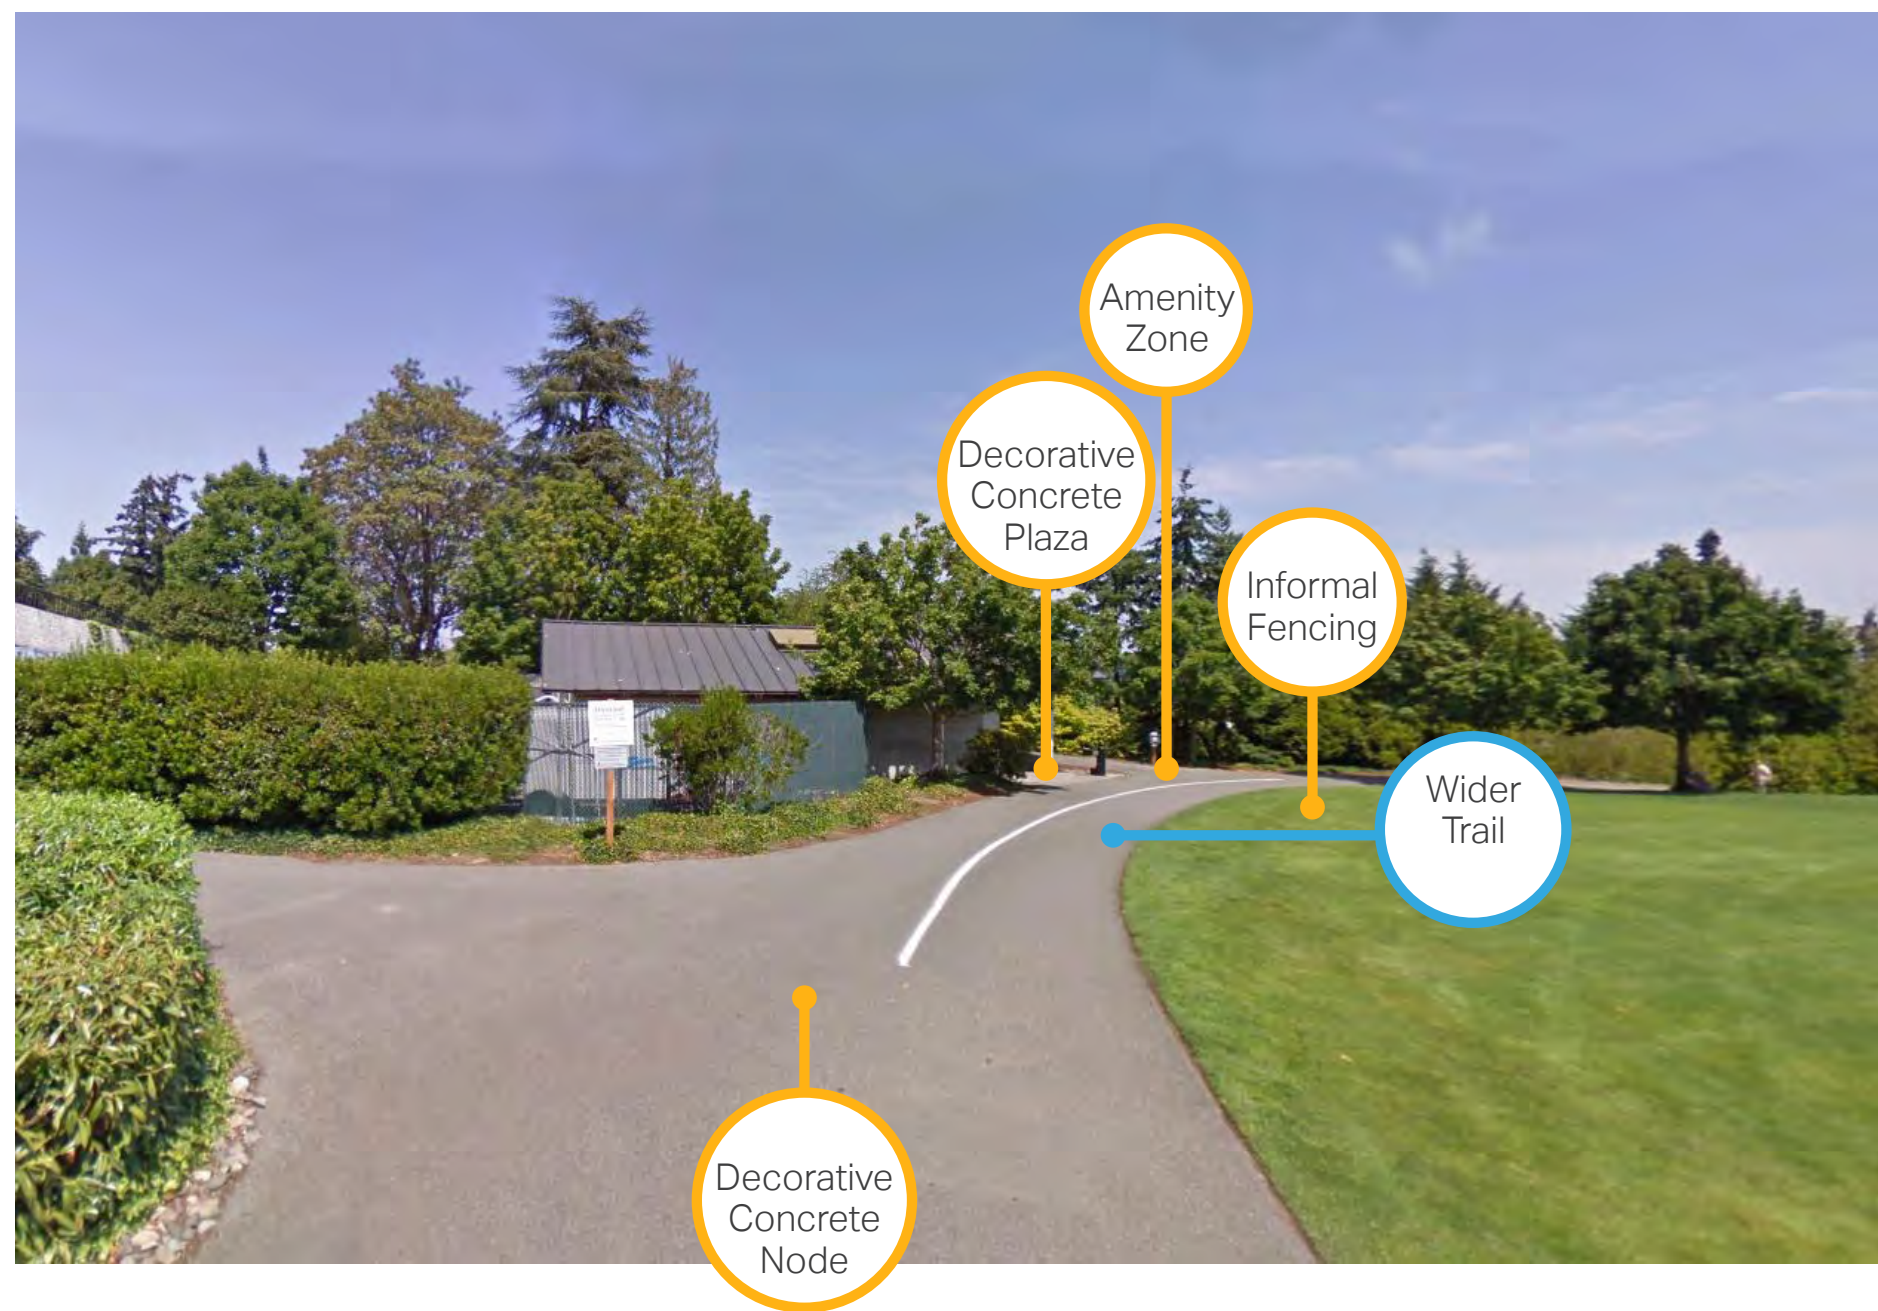 Amenity
Zone
Decorative
Concrete
Plaza
Informal
Fencing
Wider
Trail
Decorative
Concrete
Node